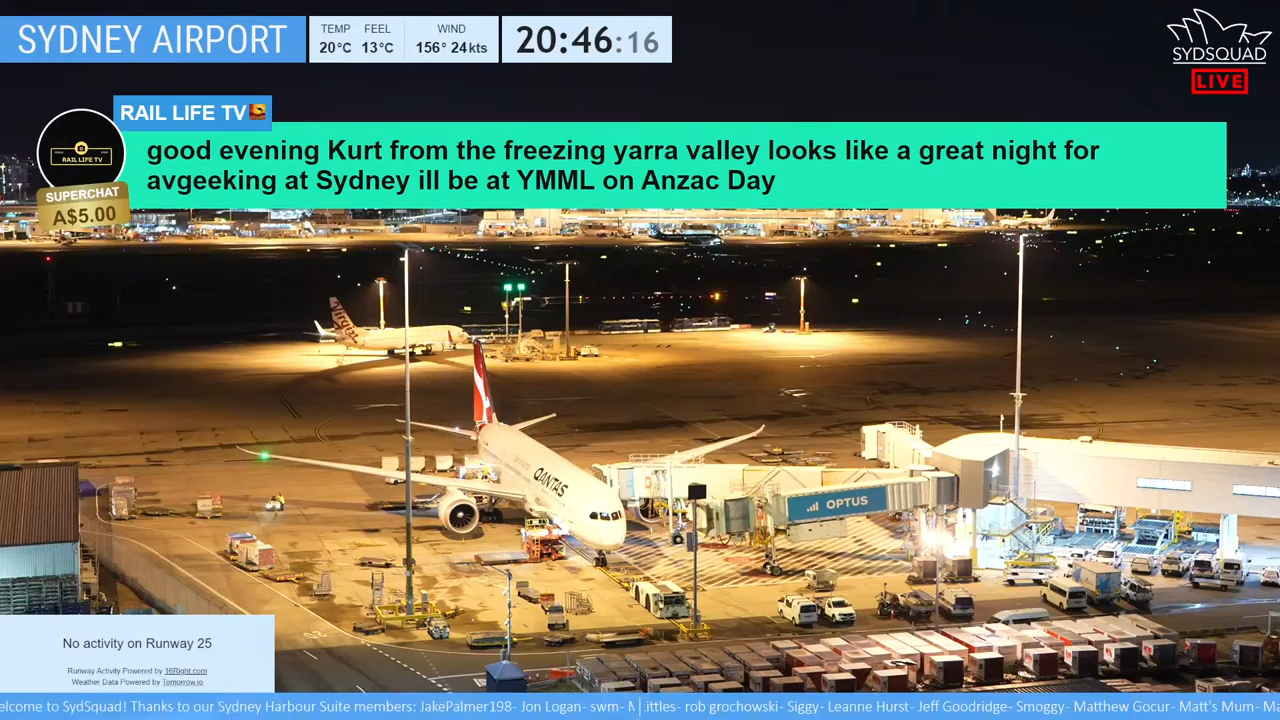 SYDNEY AIRPORT
TEMP FEEL WIND
20°C 13°C 156° 24kts
20:46:16
SYDSQUAD
LIVE
RAIL LIFE TV
RAIL LIFE TV
SUPERCHAT
A$5.00
good evening Kurt from the freezing yarra valley looks like a great night for
avgeeking at Sydney ill be at YMML on Anzac Day
QANTAS
OPTUS
No activity on Runway 25
Runway Activity Powered by 16Right.com
Weather Data Powered by Tomorrow.io
elcome to SydSquad! Thanks to our Sydney Harbour Suite members: JakePalmer198- Jon Logan- swm- M ittles- rob grochowski- Siggy- Leanne Hurst- Jeff Goodridge- Smoggy- Matthew Gocur- Matt's Mum- Ma